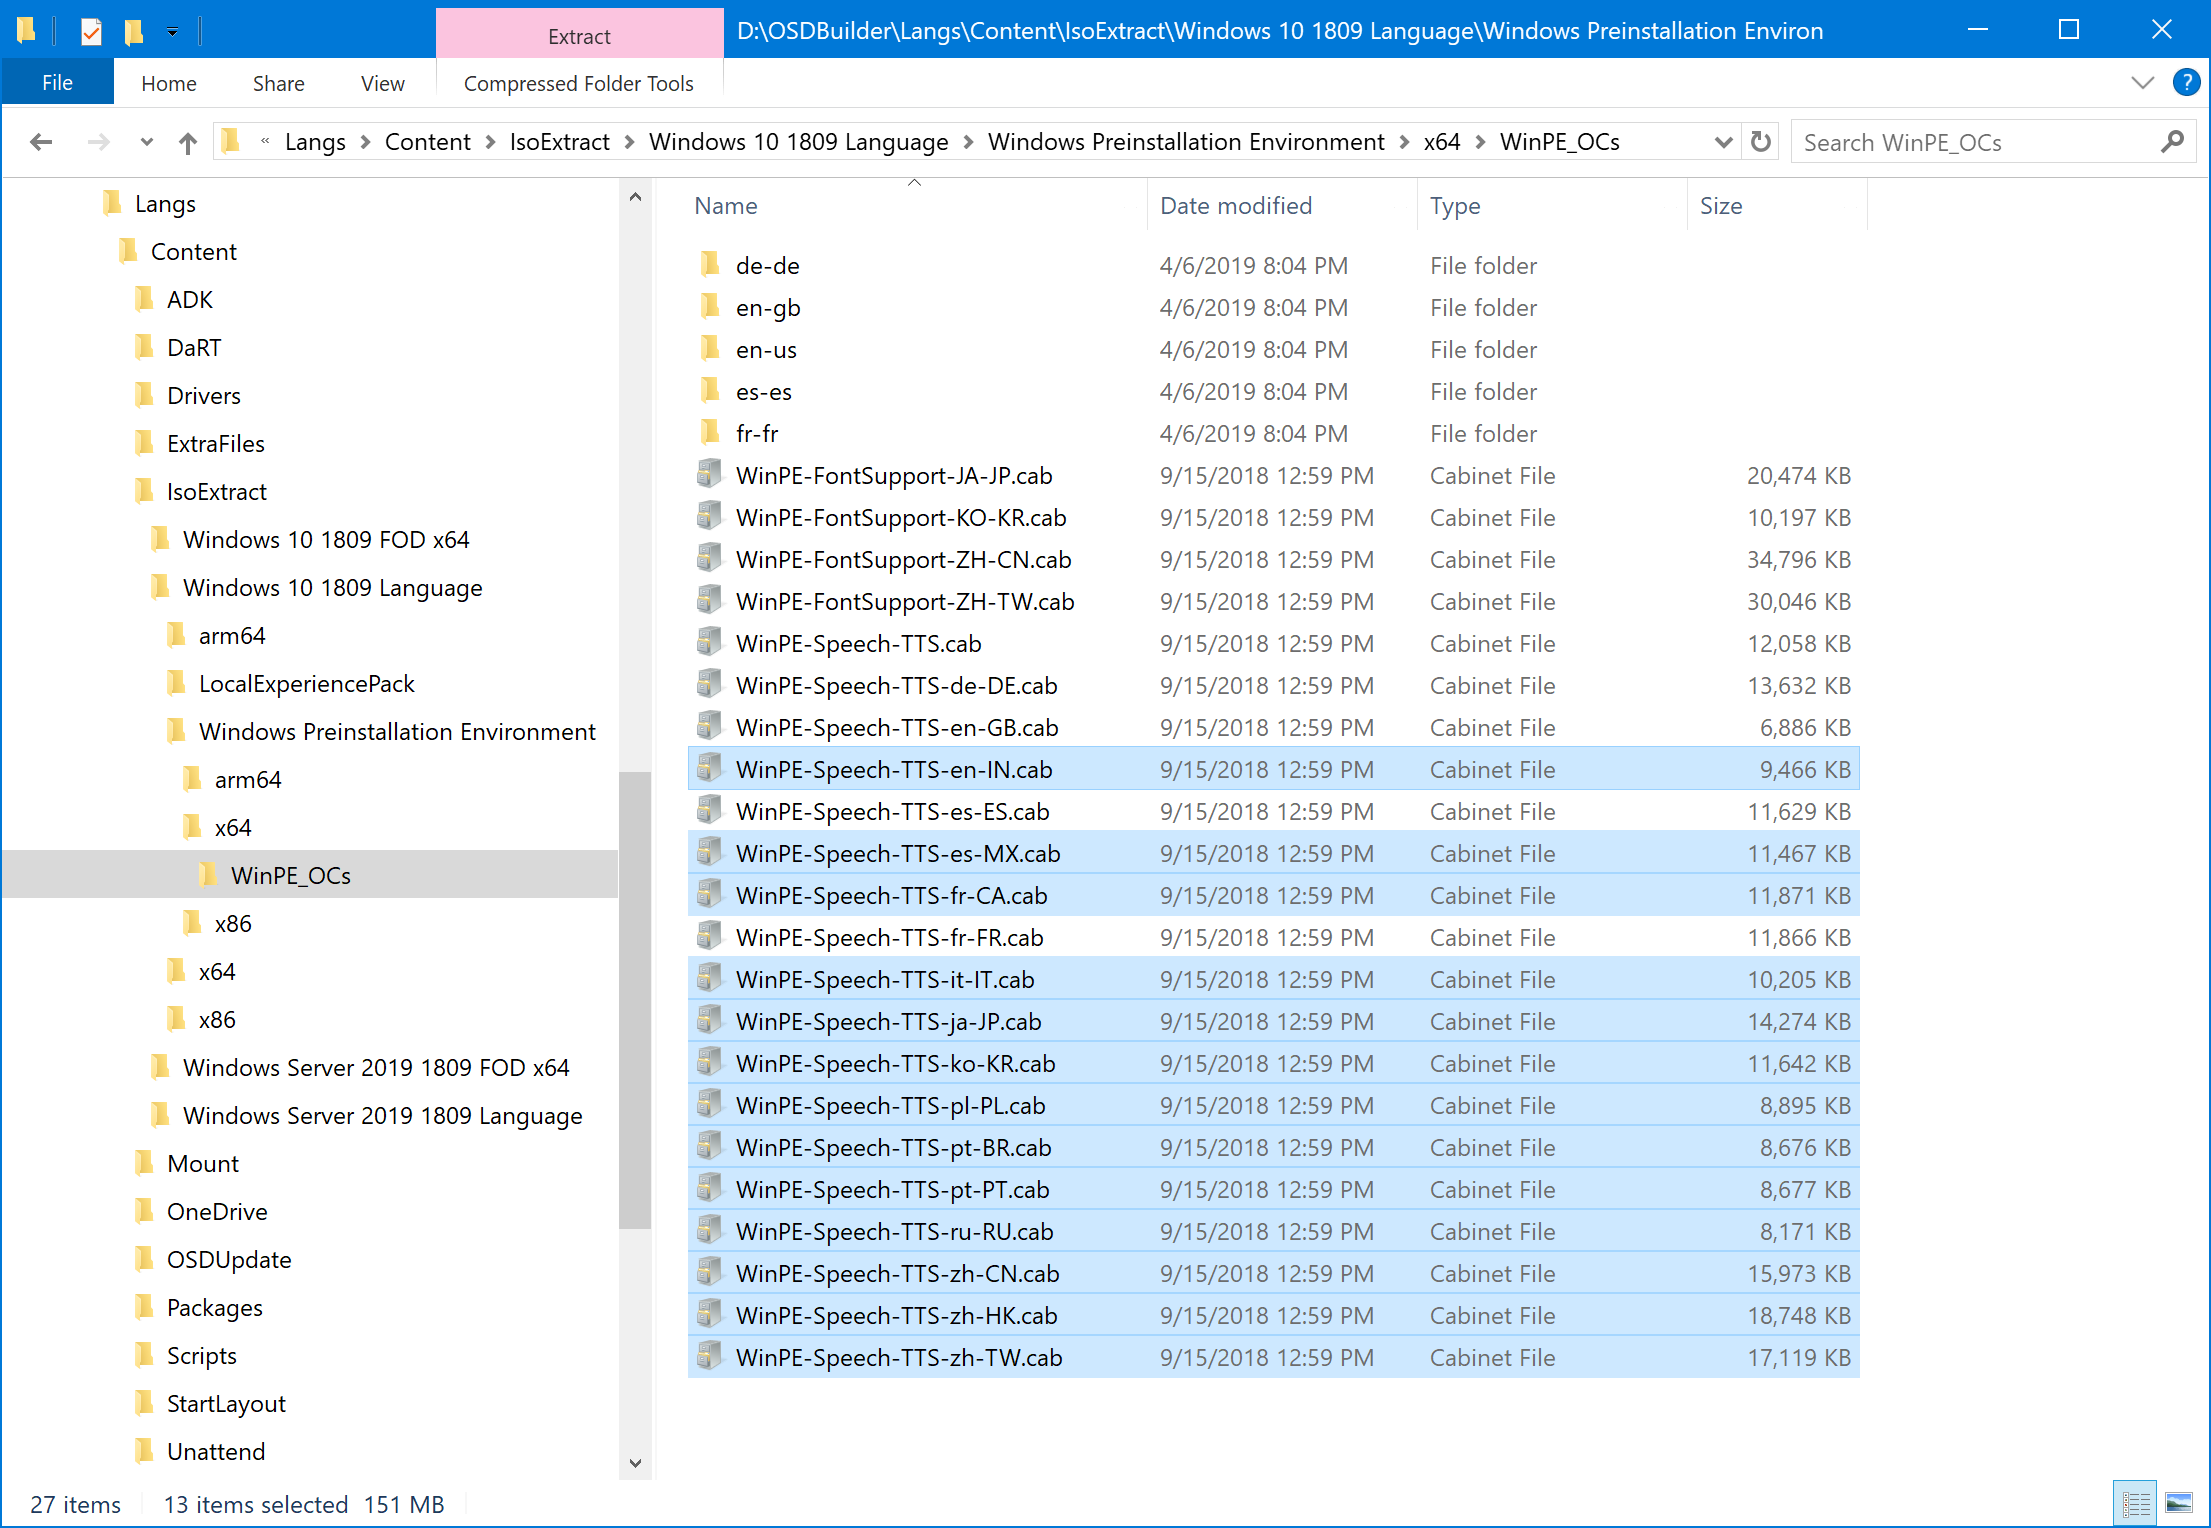 Extract
D:\OSDBuilder\Langs\Content\IsoExtract\Windows 10 1809 Language\Windows Preinstallation Environ
File
Home
Share
View
Compressed Folder Tools
?
« Langs > Content > IsoExtract > Windows 10 1809 Language > Windows Preinstallation Environment > x64 > WinPE_OCs
Search WinPE_OCs
Langs
Content
ADK
DaRT
Drivers
ExtraFiles
IsoExtract
Windows 10 1809 FOD x64
Windows 10 1809 Language
arm64
LocalExperiencePack
Windows Preinstallation Environment
arm64
x64
WinPE_OCs
x86
x64
x86
Windows Server 2019 1809 FOD x64
Windows Server 2019 1809 Language
Mount
OneDrive
OSDUpdate
Packages
Scripts
StartLayout
Unattend
Name Date modified Type Size
de-de 4/6/2019 8:04 PM File folder
en-gb 4/6/2019 8:04 PM File folder
en-us 4/6/2019 8:04 PM File folder
es-es 4/6/2019 8:04 PM File folder
fr-fr 4/6/2019 8:04 PM File folder
WinPE-FontSupport-JA-JP.cab 9/15/2018 12:59 PM Cabinet File 20,474 KB
WinPE-FontSupport-KO-KR.cab 9/15/2018 12:59 PM Cabinet File 10,197 KB
WinPE-FontSupport-ZH-CN.cab 9/15/2018 12:59 PM Cabinet File 34,796 KB
WinPE-FontSupport-ZH-TW.cab 9/15/2018 12:59 PM Cabinet File 30,046 KB
WinPE-Speech-TTS.cab 9/15/2018 12:59 PM Cabinet File 12,058 KB
WinPE-Speech-TTS-de-DE.cab 9/15/2018 12:59 PM Cabinet File 13,632 KB
WinPE-Speech-TTS-en-GB.cab 9/15/2018 12:59 PM Cabinet File 6,886 KB
WinPE-Speech-TTS-en-IN.cab 9/15/2018 12:59 PM Cabinet File 9,466 KB
WinPE-Speech-TTS-es-ES.cab 9/15/2018 12:59 PM Cabinet File 11,629 KB
WinPE-Speech-TTS-es-MX.cab 9/15/2018 12:59 PM Cabinet File 11,467 KB
WinPE-Speech-TTS-fr-CA.cab 9/15/2018 12:59 PM Cabinet File 11,871 KB
WinPE-Speech-TTS-fr-FR.cab 9/15/2018 12:59 PM Cabinet File 11,866 KB
WinPE-Speech-TTS-it-IT.cab 9/15/2018 12:59 PM Cabinet File 10,205 KB
WinPE-Speech-TTS-ja-JP.cab 9/15/2018 12:59 PM Cabinet File 14,274 KB
WinPE-Speech-TTS-ko-KR.cab 9/15/2018 12:59 PM Cabinet File 11,642 KB
WinPE-Speech-TTS-pl-PL.cab 9/15/2018 12:59 PM Cabinet File 8,895 KB
WinPE-Speech-TTS-pt-BR.cab 9/15/2018 12:59 PM Cabinet File 8,676 KB
WinPE-Speech-TTS-pt-PT.cab 9/15/2018 12:59 PM Cabinet File 8,677 KB
WinPE-Speech-TTS-ru-RU.cab 9/15/2018 12:59 PM Cabinet File 8,171 KB
WinPE-Speech-TTS-zh-CN.cab 9/15/2018 12:59 PM Cabinet File 15,973 KB
WinPE-Speech-TTS-zh-HK.cab 9/15/2018 12:59 PM Cabinet File 18,748 KB
WinPE-Speech-TTS-zh-TW.cab 9/15/2018 12:59 PM Cabinet File 17,119 KB
27 items 13 items selected 151 MB